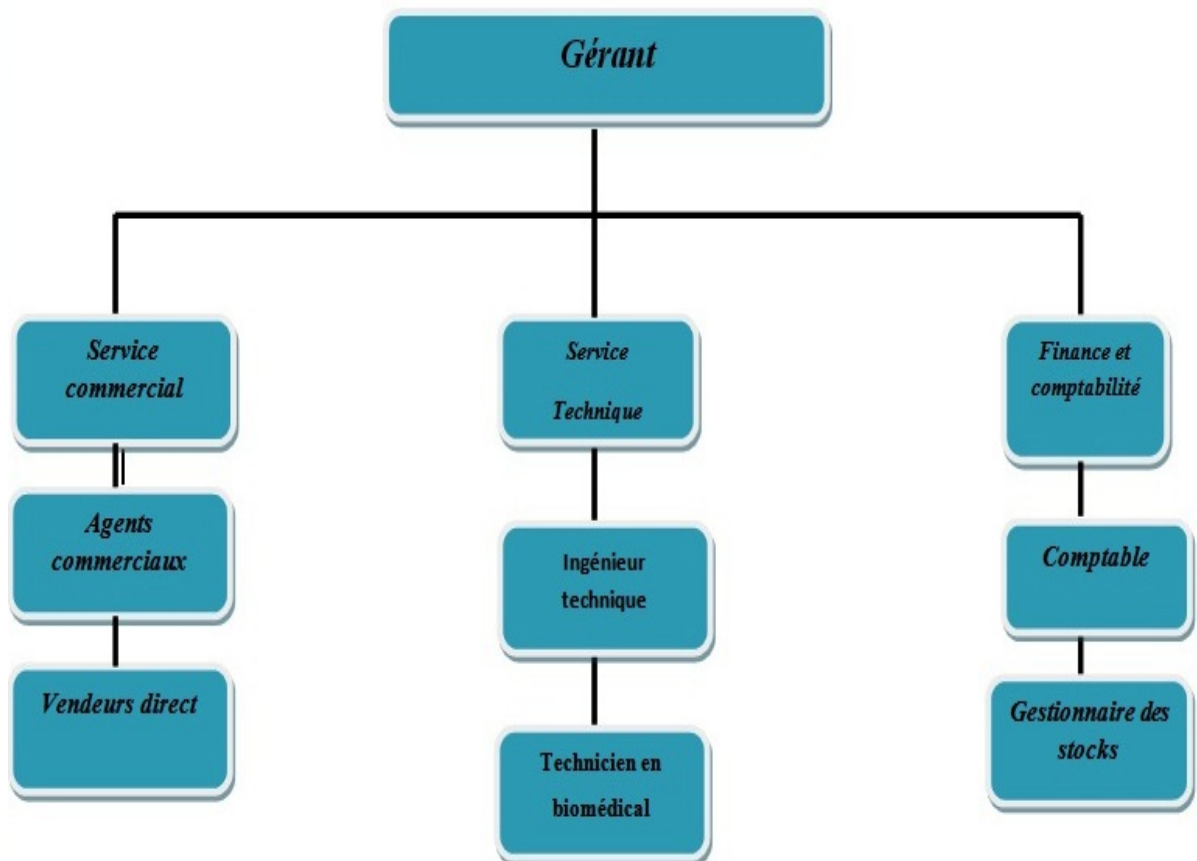 Gérant
Service
commercial
Agents
commerciaux
Vendeurs direct
Service
Technique
Ingénieur
technique
Technicien en
biomédical
Finance et
comptabilité
Comptable
Gestionnaire des
stocks